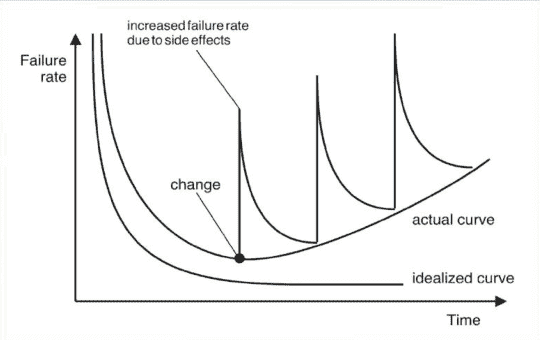 increased failure rate
due to side effects
Failure
rate
change
actual curve
idealized curve
Time